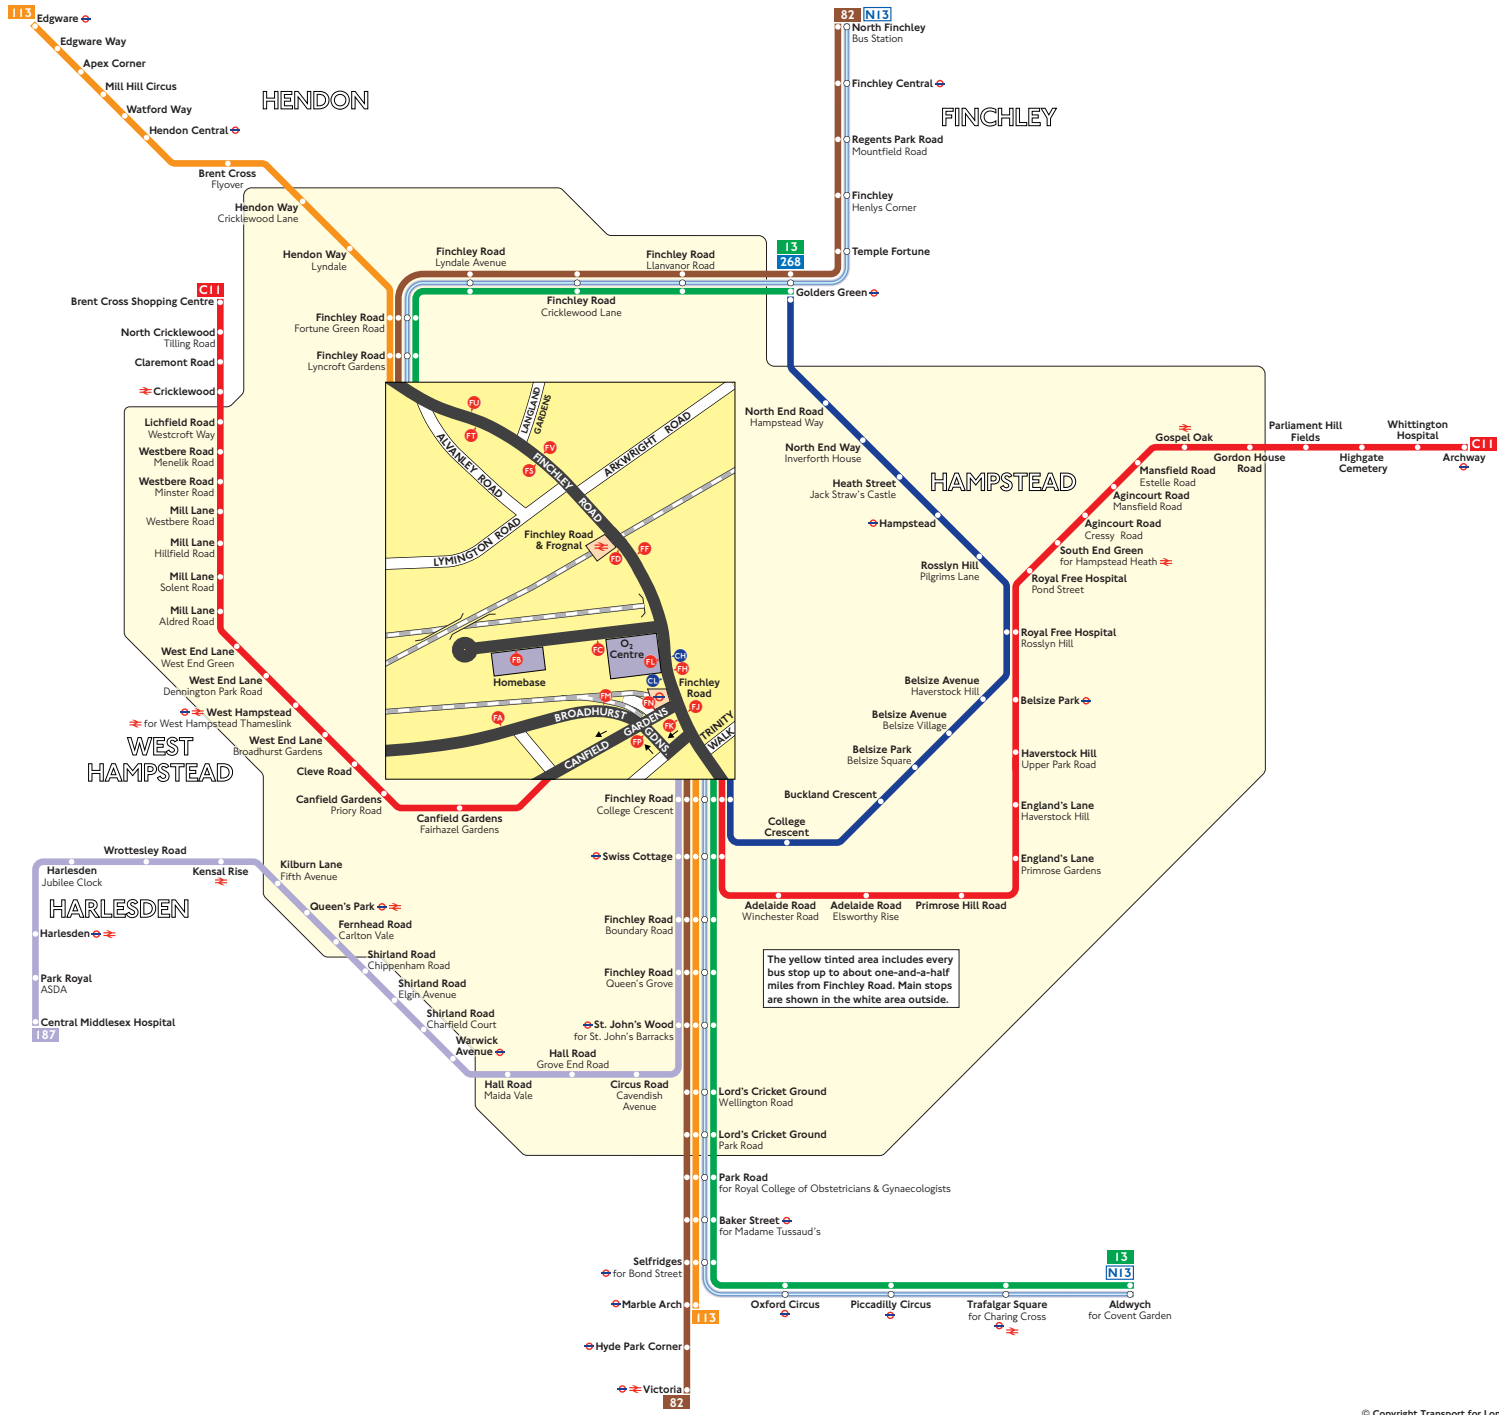 113
Edgware
Edgware Way
Apex Corner
Mill Hill Circus
Watford Way
Hendon Central
HENDON
Brent Cross
Flyover
Hendon Way
Cricklewood Lane
Hendon Way
Lyndale
82
N13
North Finchley
Bus Station
Finchley Central
FINCHLEY
Regents Park Road
Mountfield Road
Finchley
Henlys Corner
Temple Fortune
13
268
Golders Green
Finchley Road
Lyndale Avenue
Finchley Road
Llanvanor Road
Finchley Road
Cricklewood Lane
Finchley Road
Fortune Green Road
Finchley Road
Lyncroft Gardens
C11
Brent Cross Shopping Centre
North Cricklewood
Tilling Road
Claremont Road
Cricklewood
Lichfield Road
Westcroft Way
Westbere Road
Menelik Road
Westbere Road
Minster Road
Mill Lane
Westbere Road
Mill Lane
Hillfield Road
Mill Lane
Solent Road
Mill Lane
Aldred Road
West End Lane
West End Green
West End Lane
Dennington Park Road
West Hampstead
for West Hampstead Thameslink
WEST
HAMPSTEAD
West End Lane
Broadhurst Gardens
Cleve Road
Canfield Gardens
Priory Road
Canfield Gardens
Fairhazel Gardens
FU
FT
LANGLAND
GARDENS
FV
FS
ALVANLEY ROAD
FINCHLEY ROAD
ARKWRIGHT ROAD
LYMINGTON ROAD
Finchley Road
& Frognal
FD
FF
O2
Centre
FC
FB
Homebase
FL
CH
FH
CL
Finchley
Road
FM
FN
FJ
FA
BROADHURST
GDNS.
FK
FP
CANFIELD GARDENS
TRINITY
WALK
North End Road
Hampstead Way
North End Way
Inverforth House
Heath Street
Jack Straw's Castle
Hampstead
HAMPSTEAD
Rosslyn Hill
Pilgrims Lane
Belsize Avenue
Haverstock Hill
Belsize Avenue
Belsize Village
Belsize Park
Belsize Square
Buckland Crescent
College
Crescent
Gospel Oak
Gordon House
Road
Parliament Hill
Fields
Highgate
Cemetery
Whittington
Hospital
C11
Archway
Mansfield Road
Estelle Road
Agincourt Road
Mansfield Road
Agincourt Road
Cressy Road
South End Green
for Hampstead Heath
Royal Free Hospital
Pond Street
Royal Free Hospital
Rosslyn Hill
Belsize Park
Haverstock Hill
Upper Park Road
England's Lane
Haverstock Hill
England's Lane
Primrose Gardens
Adelaide Road
Winchester Road
Adelaide Road
Elsworthy Rise
Primrose Hill Road
The yellow tinted area includes every
bus stop up to about one-and-a-half
miles from Finchley Road. Main stops
are shown in the white area outside.
Finchley Road
College Crescent
Swiss Cottage
Finchley Road
Boundary Road
Finchley Road
Queen's Grove
St. John's Wood
for St. John's Barracks
Wrottesley Road
Harlesden
Jubilee Clock
Kensal Rise
HARLESDEN
Harlesden
Park Royal
ASDA
Central Middlesex Hospital
187
Kilburn Lane
Fifth Avenue
Queen's Park
Fernhead Road
Carlton Vale
Shirland Road
Chippenham Road
Shirland Road
Elgin Avenue
Shirland Road
Charfield Court
Warwick
Avenue
Hall Road
Maida Vale
Hall Road
Grove End Road
Circus Road
Cavendish
Avenue
Lord's Cricket Ground
Wellington Road
Lord's Cricket Ground
Park Road
Park Road
for Royal College of Obstetricians & Gynaecologists
Baker Street
for Madame Tussaud's
Selfridges
for Bond Street
Marble Arch
113
Hyde Park Corner
Victoria
82
Oxford Circus
Piccadilly Circus
Trafalgar Square
for Charing Cross
13
N13
Aldwych
for Covent Garden
© Copyright Transport for